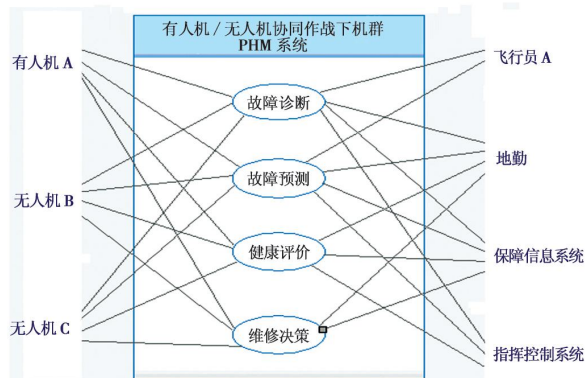 有人机／无人机协同作战下机群
PHM 系统
有人机 A
无人机 B
无人机 C
故障诊断
故障预测
健康评价
维修决策
飞行员 A
地勤
保障信息系统
指挥控制系统